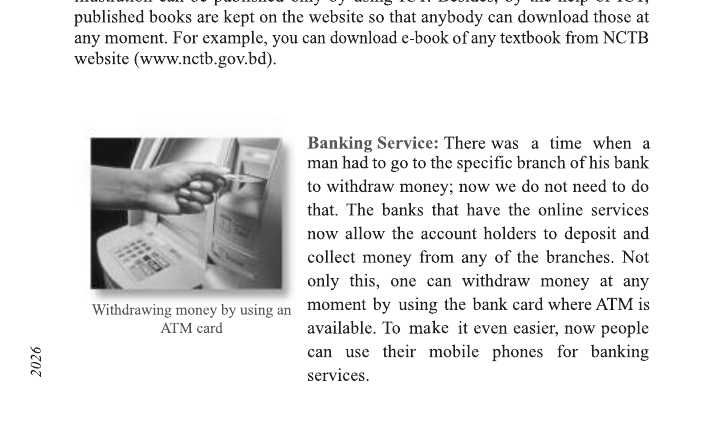 published books are kept on the website so that anybody can download those at
any moment. For example, you can download e-book of any textbook from NCTB
website (www.nctb.gov.bd).
Banking Service: There was a time when a
man had to go to the specific branch of his bank
to withdraw money; now we do not need to do
that. The banks that have the online services
now allow the account holders to deposit and
collect money from any of the branches. Not
only this, one can withdraw money at any
moment by using the bank card where ATM is
available. To make it even easier, now people
can use their mobile phones for banking
services.
Withdrawing money by using an
ATM card
2026